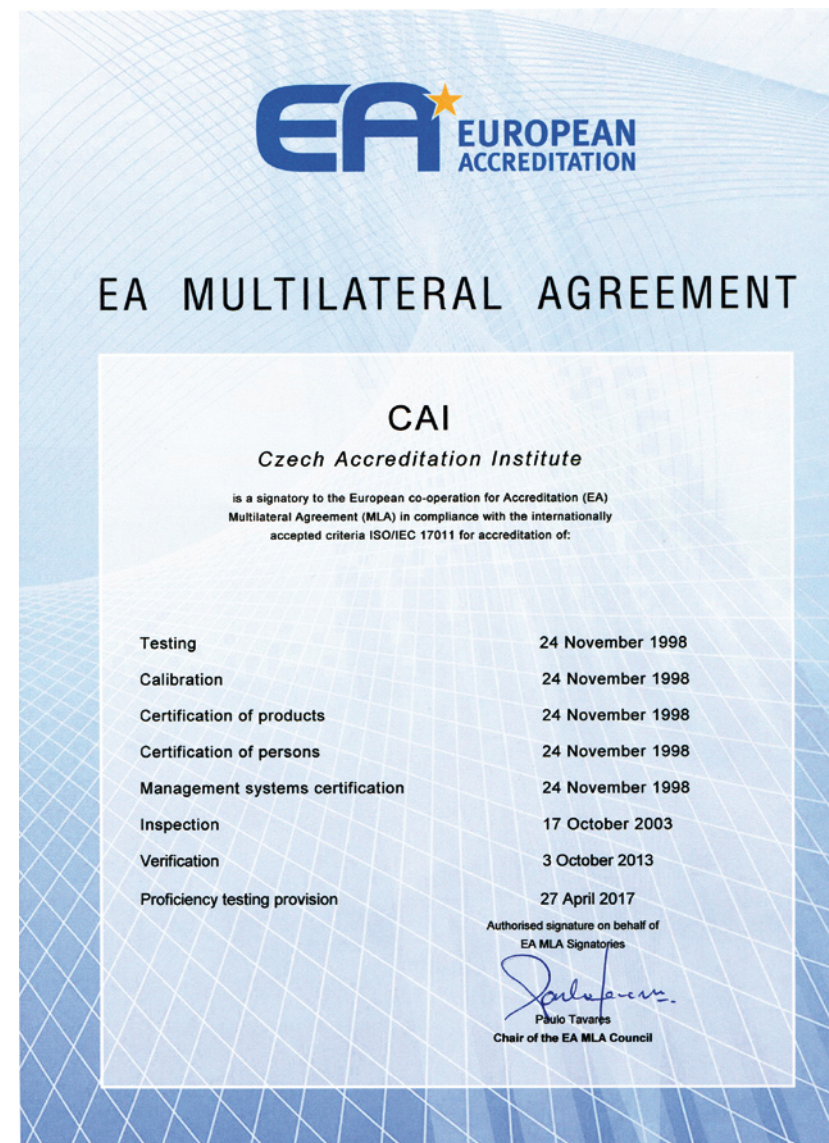 EA EUROPEAN
ACCREDITATION
EA MULTILATERAL AGREEMENT
CAI
Czech Accreditation Institute
is a signatory to the European co-operation for Accreditation (EA)
Multilateral Agreement (MLA) in compliance with the internationally
accepted criteria ISO/IEC 17011 for accreditation of:
Testing 24 November 1998
Calibration 24 November 1998
Certification of products 24 November 1998
Certification of persons 24 November 1998
Management systems certification 24 November 1998
Inspection 17 October 2003
Verification 3 October 2013
Proficiency testing provision 27 April 2017
Authorised signature on behalf of
EA MLA Signatories
Paulo Tavares
Chair of the EA MLA Council